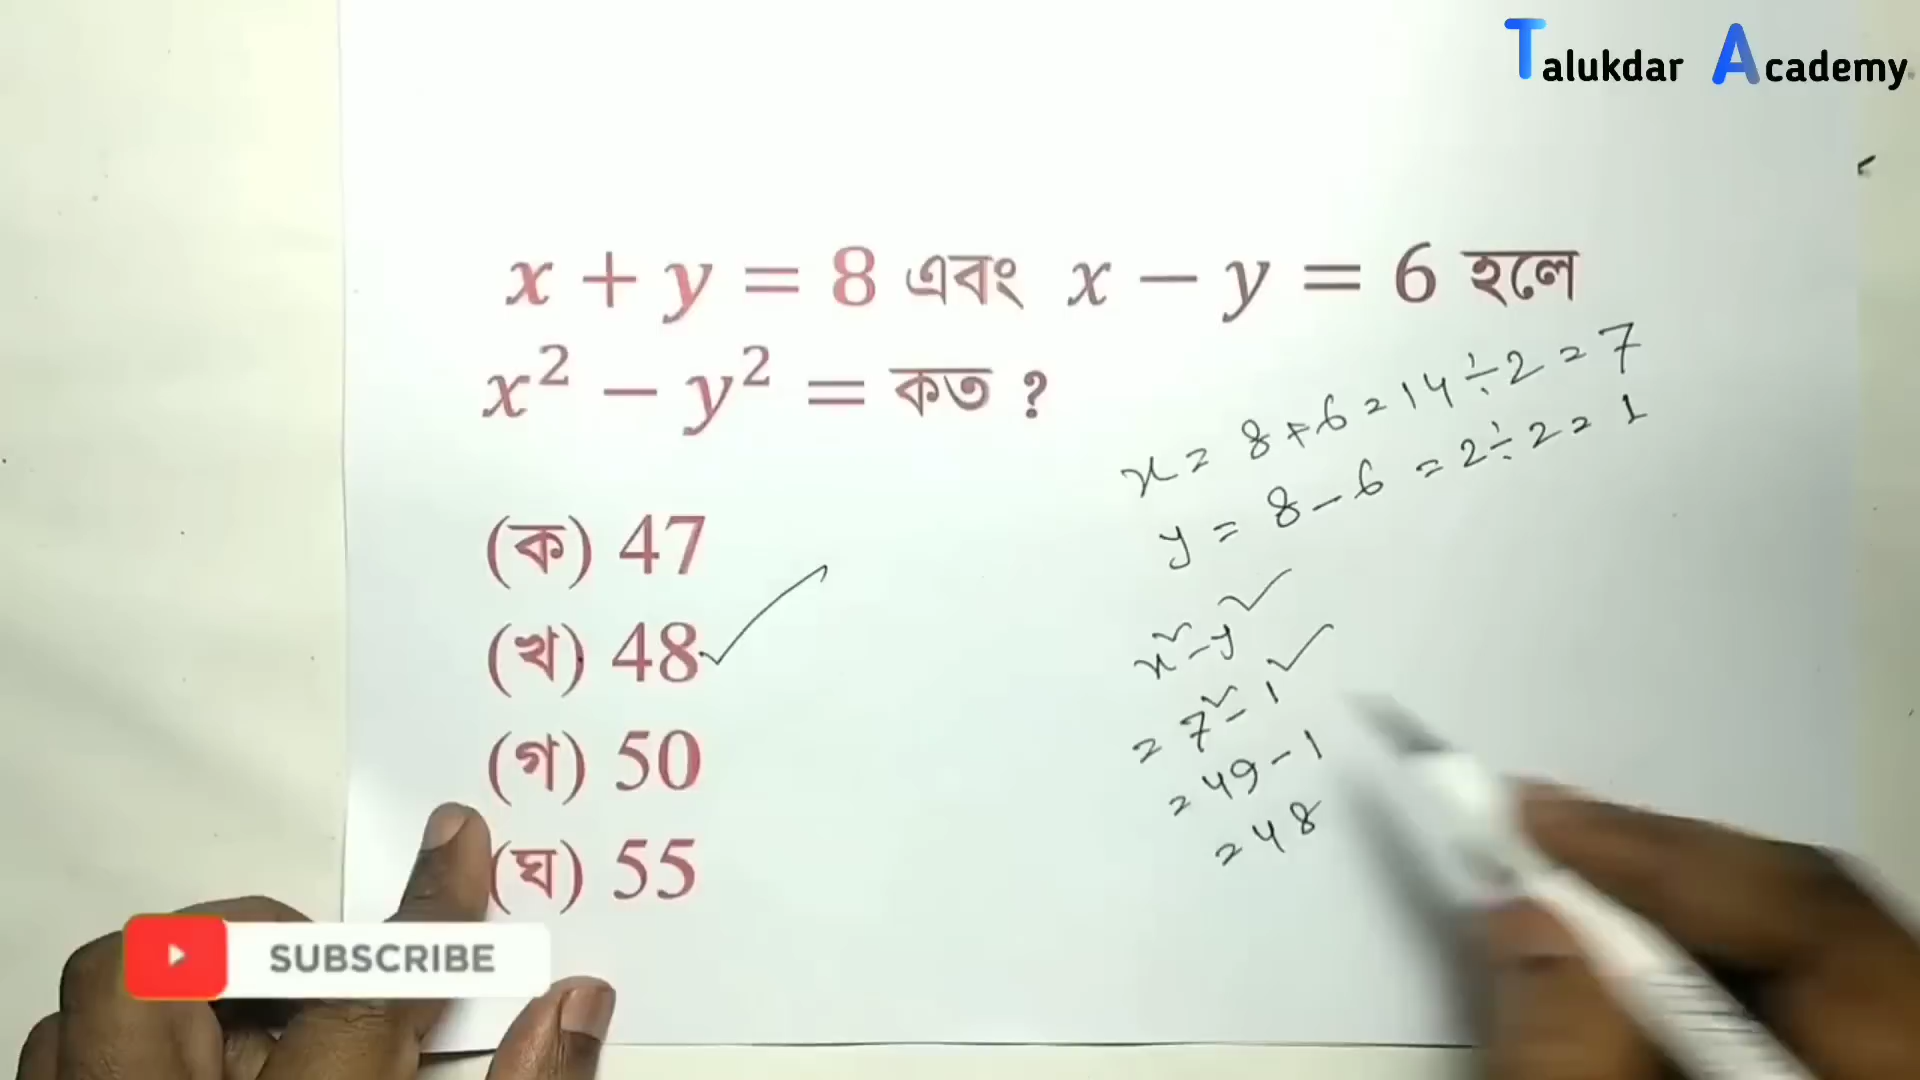 Talukdar Academy
x + y = 8 এবং x − y = 6 হলে
x² − y² = কত ?
(ক) 47
(খ) 48
(গ) 50
(ঘ) 55
x = 8+6 = 14 ÷ 2 = 7
y = 8 − 6 = 2 ÷ 2 = 1
x² − y²
= 7² − 1²
= 49 − 1
= 48
SUBSCRIBE